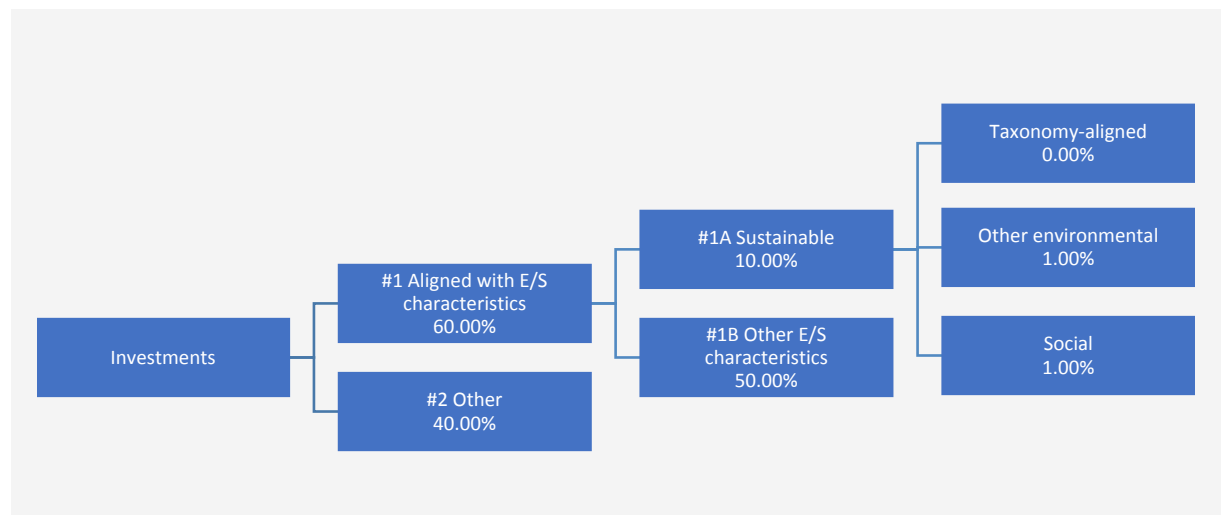 Investments
#1 Aligned with E/S
characteristics
60.00%
#2 Other
40.00%
#1A Sustainable
10.00%
#1B Other E/S
characteristics
50.00%
Taxonomy-aligned
0.00%
Other environmental
1.00%
Social
1.00%